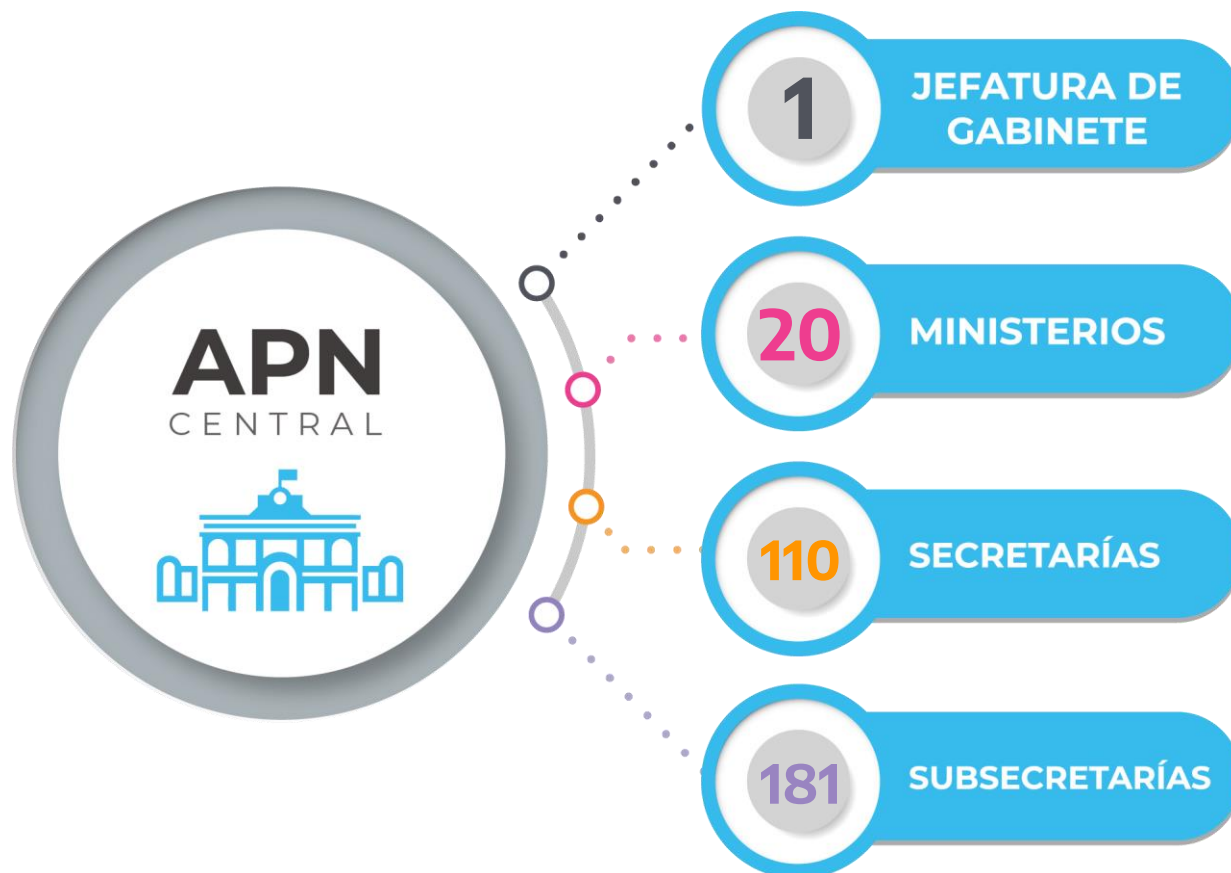 APN
CENTRAL
1
JEFATURA DE
GABINETE
20
MINISTERIOS
110
SECRETARÍAS
181
SUBSECRETARÍAS